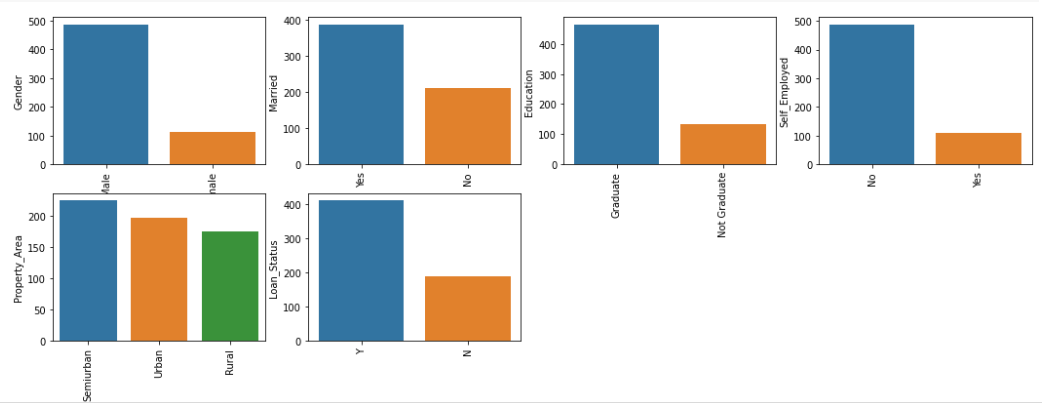 500
400
300
200
100
0
Gender
Male
male
400
300
200
100
0
Married
Yes
No
400
300
200
100
0
Education
Graduate
Not Graduate
500
400
300
200
100
0
Self_Employed
No
Yes
200
150
100
50
0
Property_Area
Semiurban
Urban
Rural
400
300
200
100
0
Loan_Status
Y
N